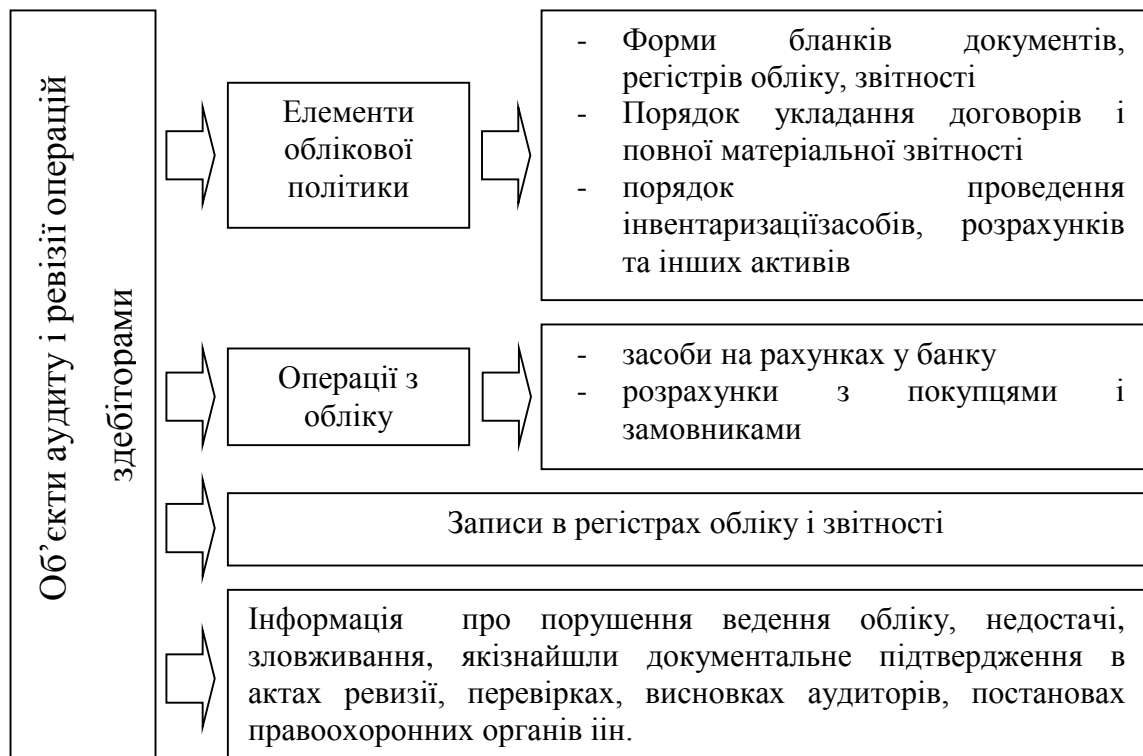 Об’єкти аудиту і ревізії операцій
здебіторами
Елементи
облікової
політики
- Форми бланків документів,
регістрів обліку, звітності
- Порядок укладання договорів і
повної матеріальної звітності
- порядок проведення
інвентаризаціїзасобів, розрахунків
та інших активів
Операції з
обліку
- засоби на рахунках у банку
- розрахунки з покупцями і
замовниками
Записи в регістрах обліку і звітності
Інформація про порушення ведення обліку, недостачі,
зловживання, якізнайшли документальне підтвердження в
актах ревизії, перевірках, висновках аудиторів, постановах
правоохоронних органів іін.